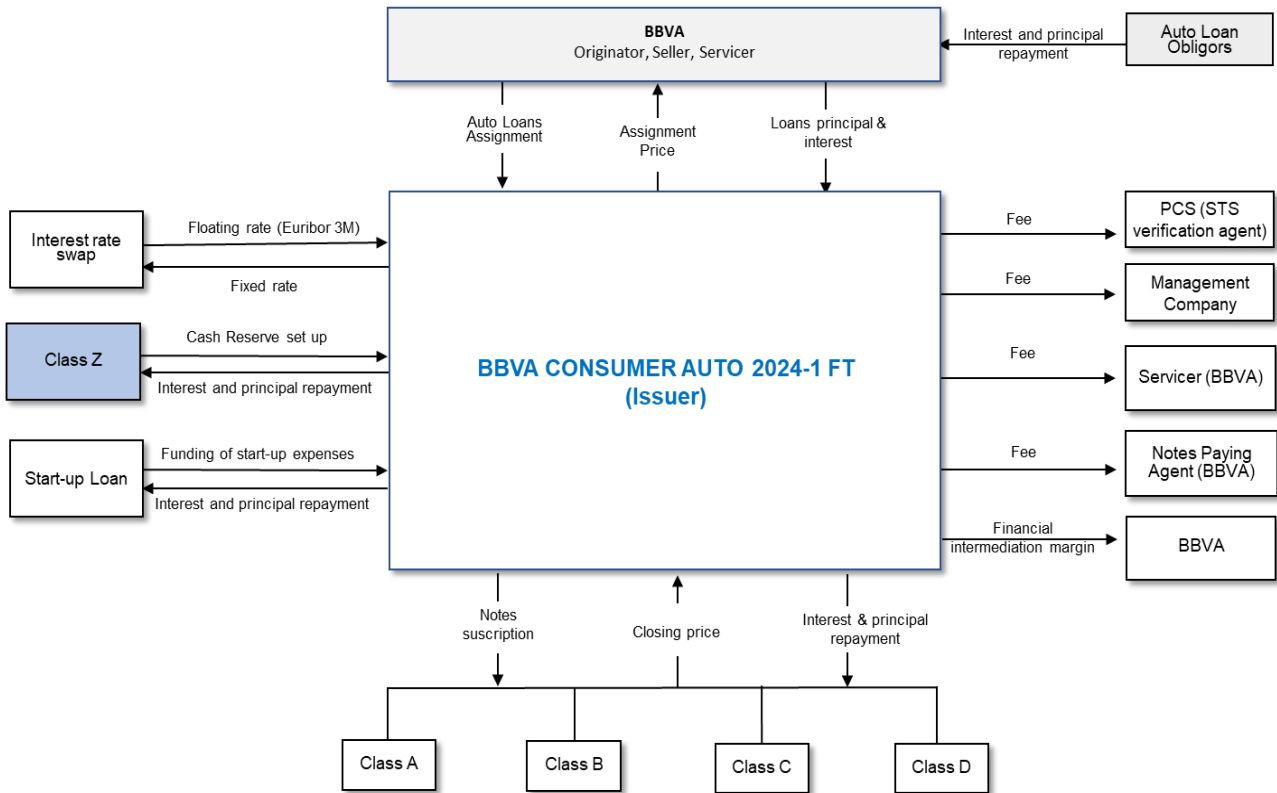 BBVA
Originator, Seller, Servicer
Interest and principal
repayment
Auto Loan
Obligors
Auto Loans
Assignment
Assignment
Price
Loans principal &
interest
Interest rate
swap
Floating rate (Euribor 3M)
Fixed rate
Class Z
Cash Reserve set up
Interest and principal repayment
Start-up Loan
Funding of start-up expenses
Interest and principal repayment
BBVA CONSUMER AUTO 2024-1 FT
(Issuer)
Fee
PCS (STS
verification agent)
Fee
Management
Company
Fee
Servicer (BBVA)
Fee
Notes Paying
Agent (BBVA)
Financial
intermediation margin
BBVA
Notes
suscription
Closing price
Interest & principal
repayment
Class A
Class B
Class C
Class D